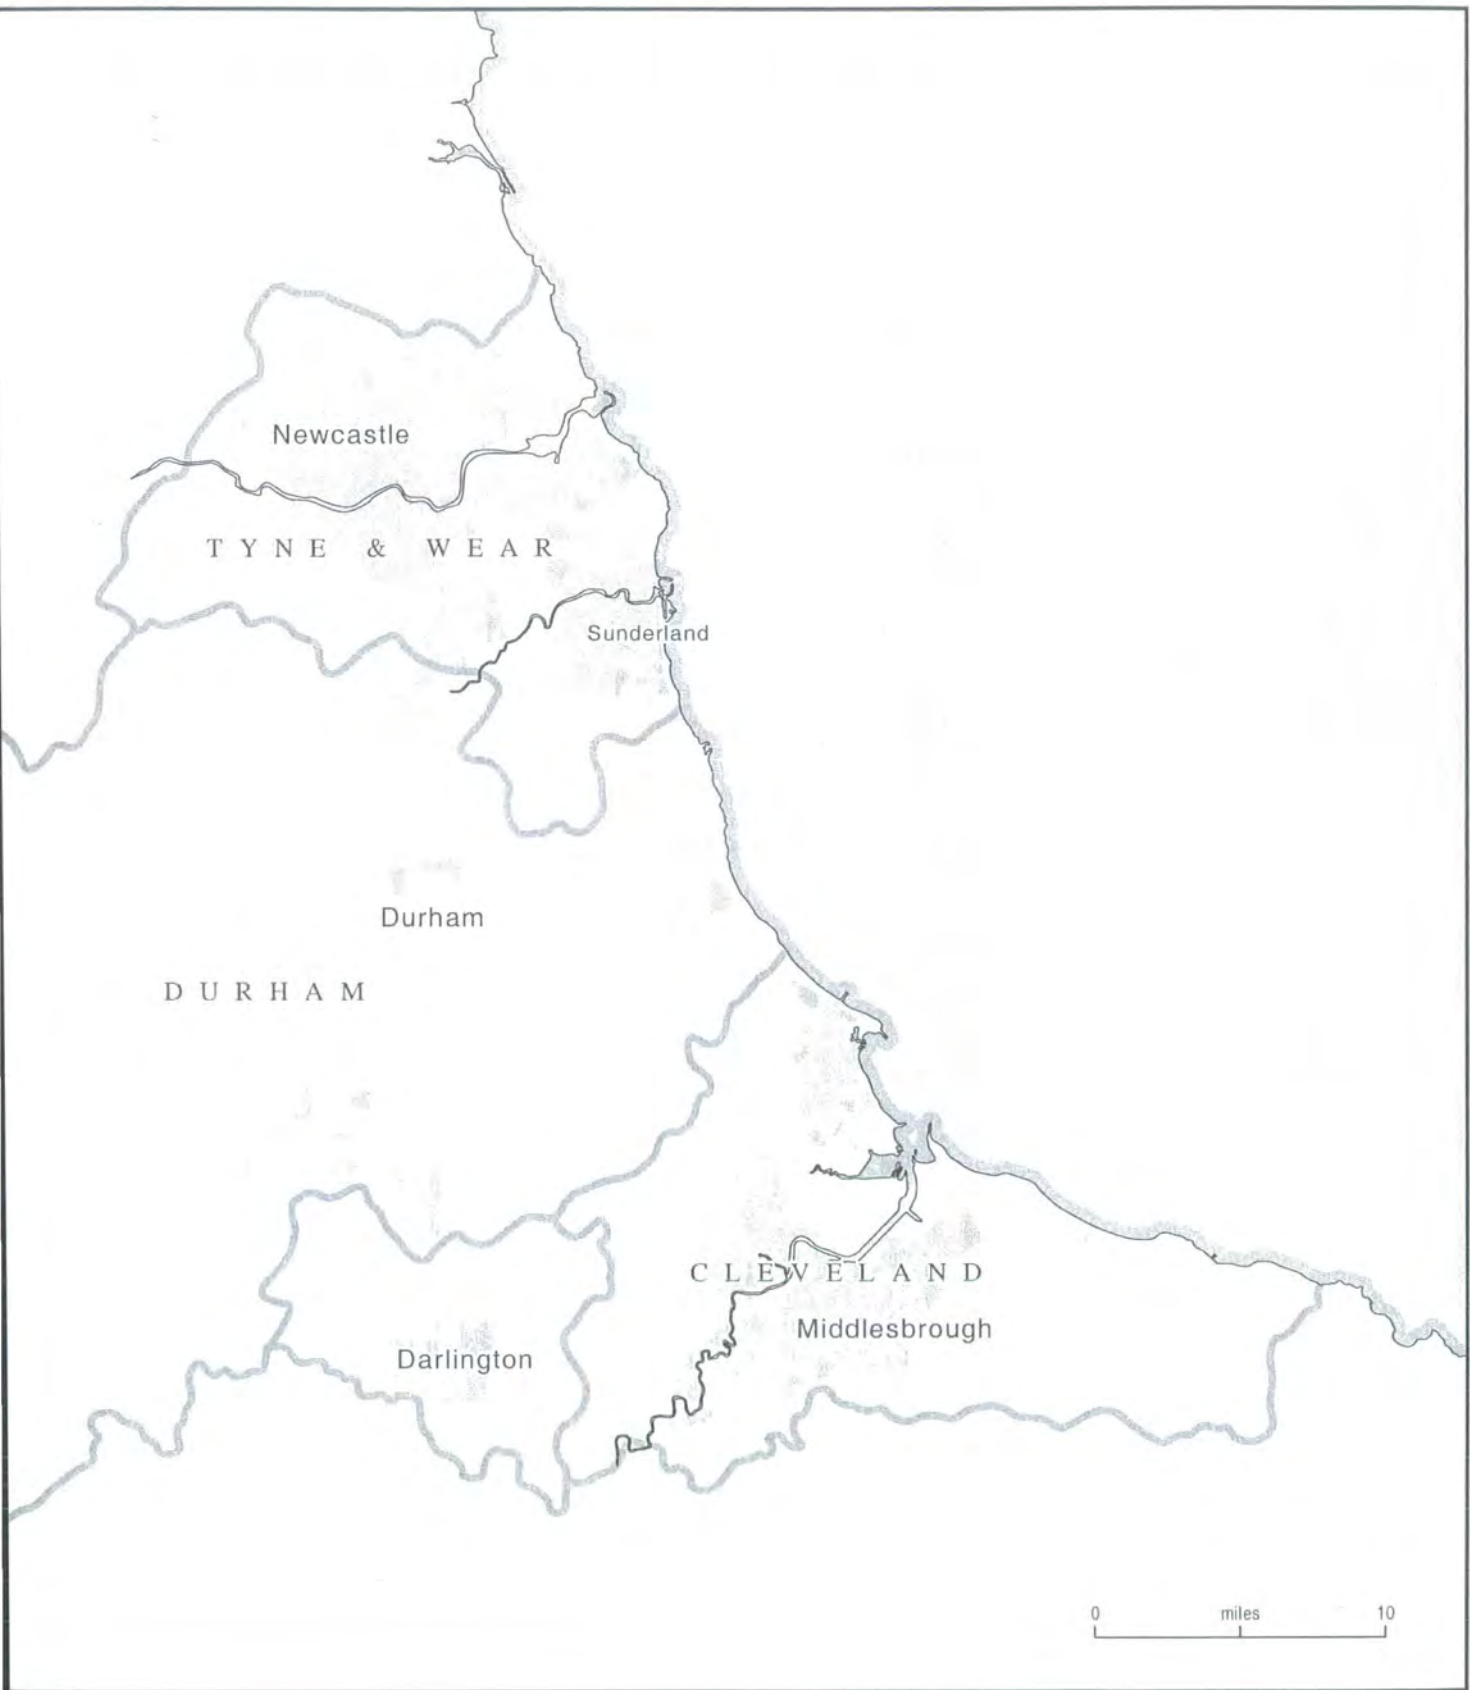 Newcastle
TYNE & WEAR
Sunderland
Durham
DURHAM
CLEVELAND
Middlesbrough
Darlington
0 miles 10